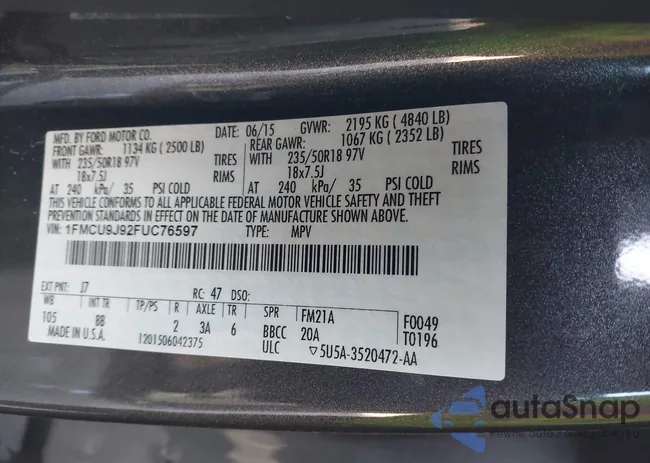 MFD. BY FORD MOTOR CO.
DATE: 06/15 GVWR: 2195 KG ( 4840 LB)
FRONT GAWR: 1134 KG ( 2500 LB) REAR GAWR: 1067 KG ( 2352 LB)
WITH 235/50R18 97V TIRES WITH 235/50R18 97V TIRES
18x7.5J RIMS 18x7.5J RIMS
AT 240 kPa/ 35 PSI COLD AT 240 kPa/ 35 PSI COLD
THIS VEHICLE CONFORMS TO ALL APPLICABLE FEDERAL MOTOR VEHICLE SAFETY AND THEFT
PREVENTION STANDARDS IN EFFECT ON THE DATE OF MANUFACTURE SHOWN ABOVE.
VIN: 1FMCU9J92FUC76597 TYPE: MPV
EXT PNT: J7 RC: 47 DSO:
WB INT TR TP/PS R AXLE TR SPR FM21A F0049
105 BB 2 3A 6 BBCC 20A T0196
MADE IN U.S.A. 1201506042375 ULC ▽5U5A-3520472-AA
autoSnap